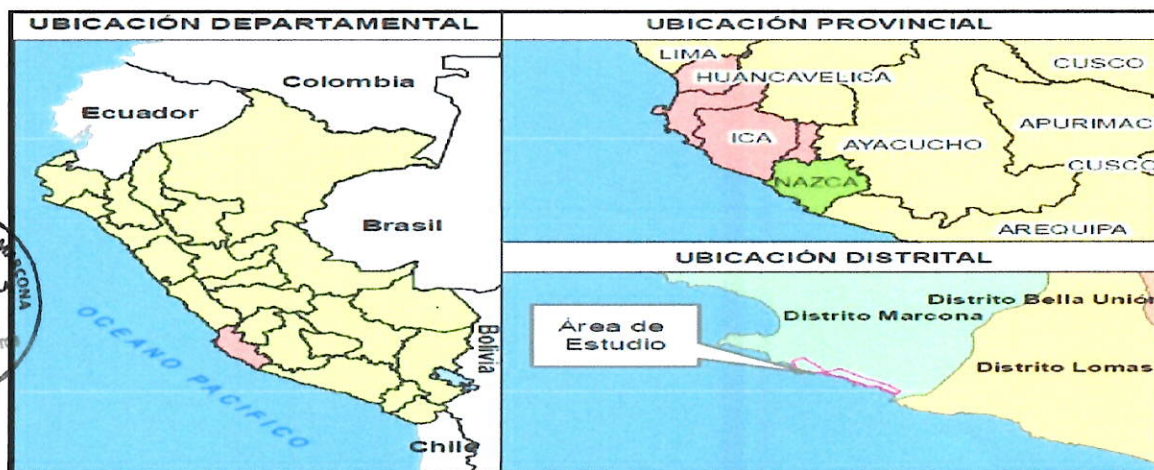 UBICACIÓN DEPARTAMENTAL
Colombia
Ecuador
Brasil
OCEANO PACIFICO
Bolivia
Chile
UBICACIÓN PROVINCIAL
LIMA
HUANCAVELICA
CUSCO
ICA
AYACUCHO
APURIMAC
CUSCO
NAZCA
AREQUIPA
UBICACIÓN DISTRITAL
Distrito Bella Unión
Distrito Marcona
Área de
Estudio
Distrito Lomas
MARCONA